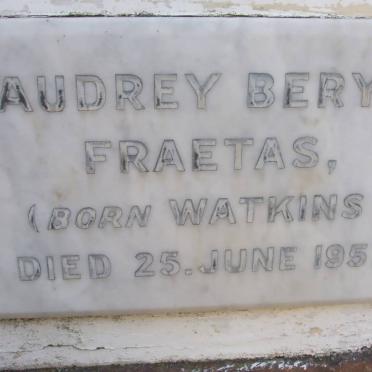 AUDREY BERY
FRAETAS,
(BORN WATKINS
DIED 25. JUNE 195